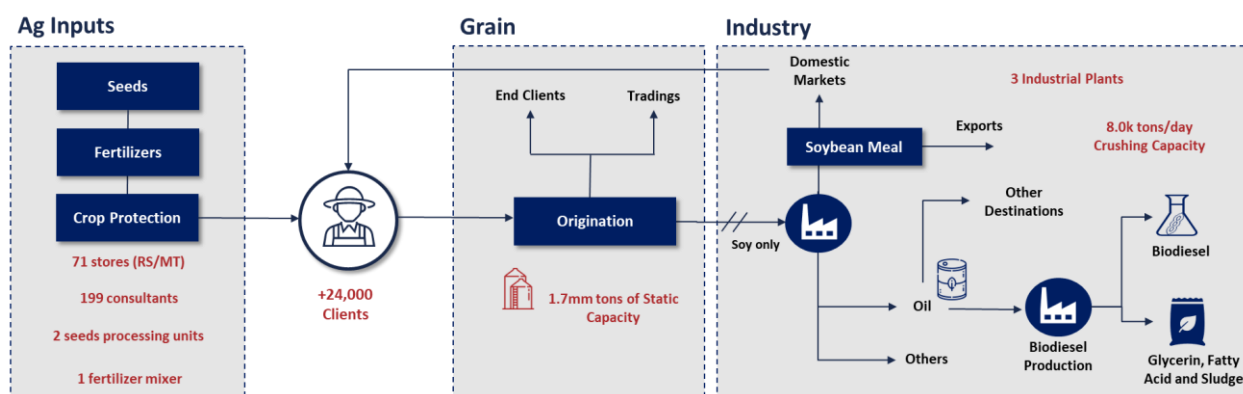 Ag Inputs
Seeds
Fertilizers
Crop Protection
71 stores (RS/MT)
199 consultants
2 seeds processing units
1 fertilizer mixer
+24,000
Clients
Grain
End Clients
Tradings
Origination
1.7mm tons of Static
Capacity
Industry
Domestic
Markets
3 Industrial Plants
Exports
8.0k tons/day
Crushing Capacity
Soybean Meal
Soy only
Other
Destinations
Oil
Others
Biodiesel
Production
Biodiesel
Glycerin, Fatty
Acid and Sludge